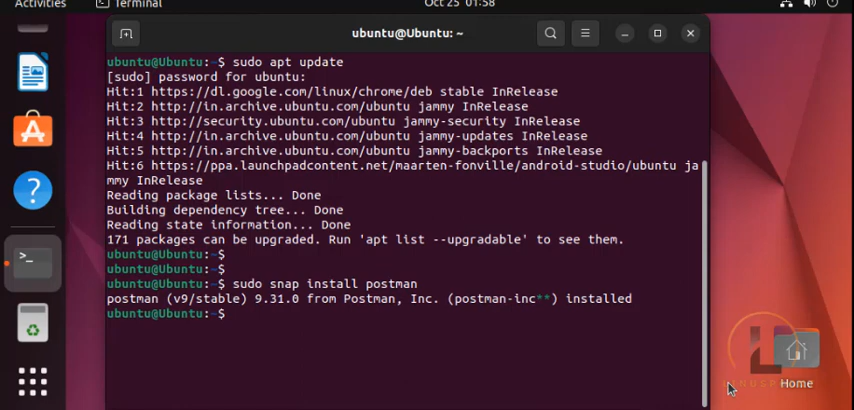 Activities
Terminal
Oct 25 01:58
ubuntu@Ubuntu: ~
ubuntu@Ubuntu:~$ sudo apt update
[sudo] password for ubuntu:
Hit:1 https://dl.google.com/linux/chrome/deb stable InRelease
Hit:2 http://in.archive.ubuntu.com/ubuntu jammy InRelease
Hit:3 http://security.ubuntu.com/ubuntu jammy-security InRelease
Hit:4 http://in.archive.ubuntu.com/ubuntu jammy-updates InRelease
Hit:5 http://in.archive.ubuntu.com/ubuntu jammy-backports InRelease
Hit:6 https://ppa.launchpadcontent.net/maarten-fonville/android-studio/ubuntu ja
mmy InRelease
Reading package lists... Done
Building dependency tree... Done
Reading state information... Done
171 packages can be upgraded. Run 'apt list --upgradable' to see them.
ubuntu@Ubuntu:~$
ubuntu@Ubuntu:~$
ubuntu@Ubuntu:~$ sudo snap install postman
postman (v9/stable) 9.31.0 from Postman, Inc. (postman-inc**) installed
ubuntu@Ubuntu:~$
Home